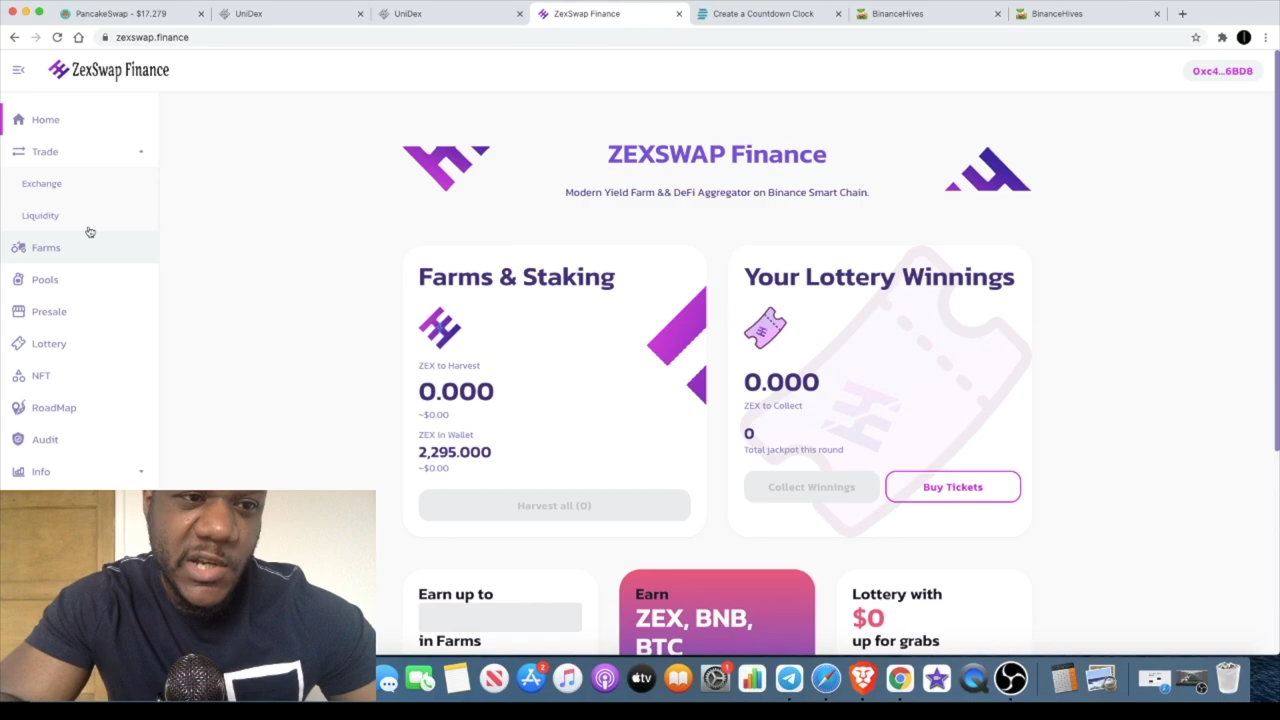 PancakeSwap - $17.279
UniDex
UniDex
ZexSwap Finance
Create a Countdown Clock
BinanceHives
BinanceHives
zexswap.finance
ZexSwap Finance
0xc4...6BD8
Home
Trade
Exchange
Liquidity
Farms
Pools
Presale
Lottery
NFT
RoadMap
Audit
Info
ZEXSWAP Finance
Modern Yield Farm && DeFi Aggregator on Binance Smart Chain.
Farms & Staking
ZEX to Harvest
0.000
~$0.00
ZEX In Wallet
2,295.000
~$0.00
Harvest all (0)
Your Lottery Winnings
0.000
ZEX to Collect
0
Total jackpot this round
Collect Winnings
Buy Tickets
Earn up to
in Farms
Earn
ZEX, BNB,
BTC
Lottery with
$0
up for grabs
2
tv
1